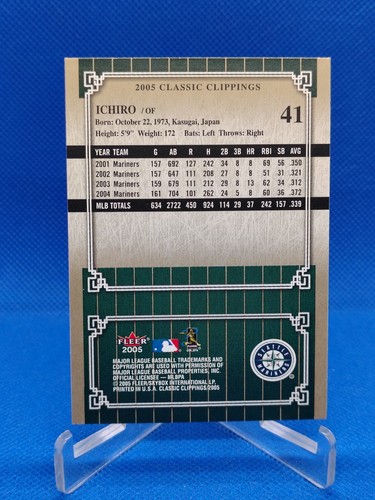 2005 CLASSIC CLIPPINGS
ICHIRO / OF
41
Born: October 22, 1973, Kasugai, Japan
Height: 5'9" Weight: 172 Bats: Left Throws: Right
YEAR TEAM G AB R H 2B 3B HR RBI SB AVG
2001 Mariners 157 692 127 242 34 8 8 69 56 .350
2002 Mariners 157 647 111 208 27 8 8 51 31 .321
2003 Mariners 159 679 111 212 29 8 13 62 34 .312
2004 Mariners 161 704 101 262 24 5 8 60 36 .372
MLB TOTALS 634 2722 450 924 114 29 37 242 157 .339
FLEER
2005
MAJOR LEAGUE BASEBALL TRADEMARKS AND
COPYRIGHTS ARE USED WITH PERMISSION OF
MAJOR LEAGUE BASEBALL PROPERTIES, INC.
OFFICIAL LICENSEE — MLBPA
© 2005 FLEER/SKYBOX INTERNATIONAL LP,
PRINTED IN U.S.A. CLASSIC CLIPPINGS/2005
SEATTLE
MARINERS